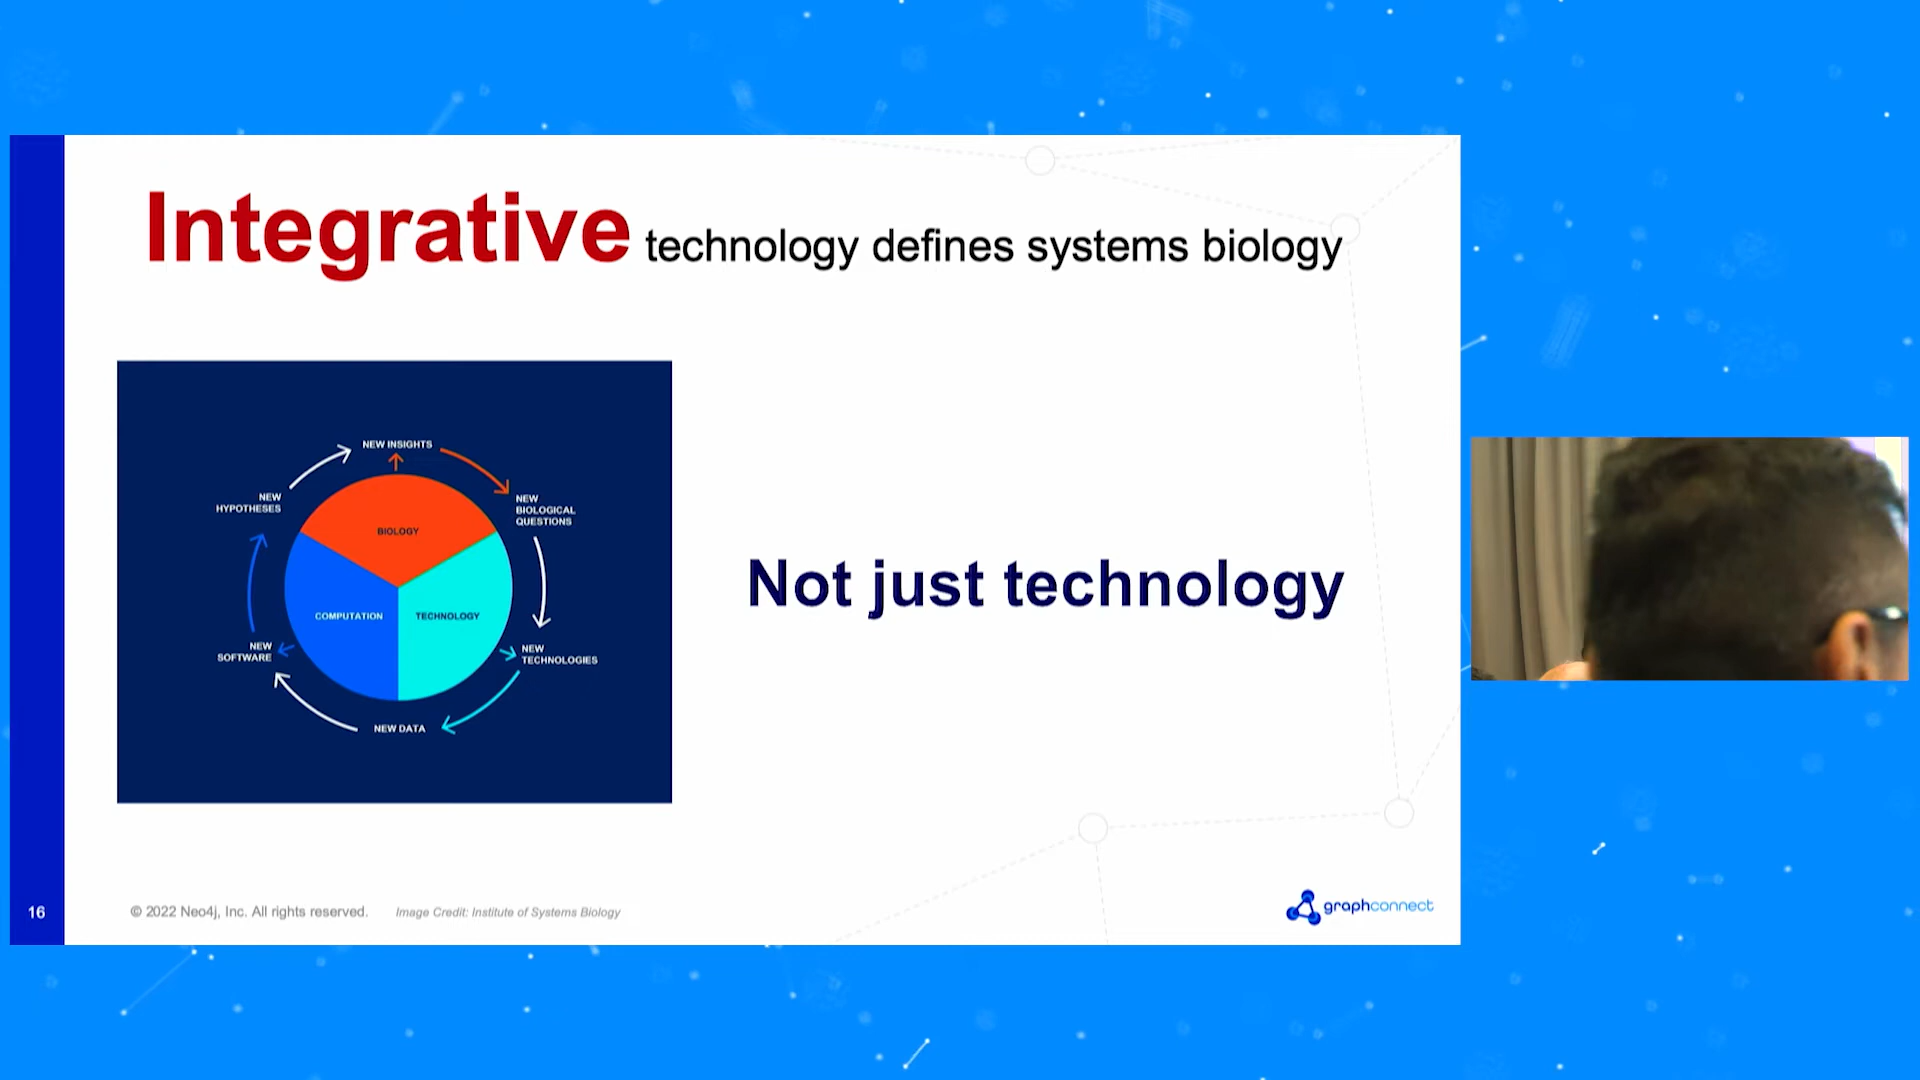 Integrative technology defines systems biology
NEW INSIGHTS
NEW
HYPOTHESES
NEW
BIOLOGICAL
QUESTIONS
BIOLOGY
COMPUTATION
TECHNOLOGY
NEW
SOFTWARE
NEW
TECHNOLOGIES
NEW DATA
Not just technology
16
© 2022 Neo4j, Inc. All rights reserved.
Image Credit: Institute of Systems Biology
graphconnect